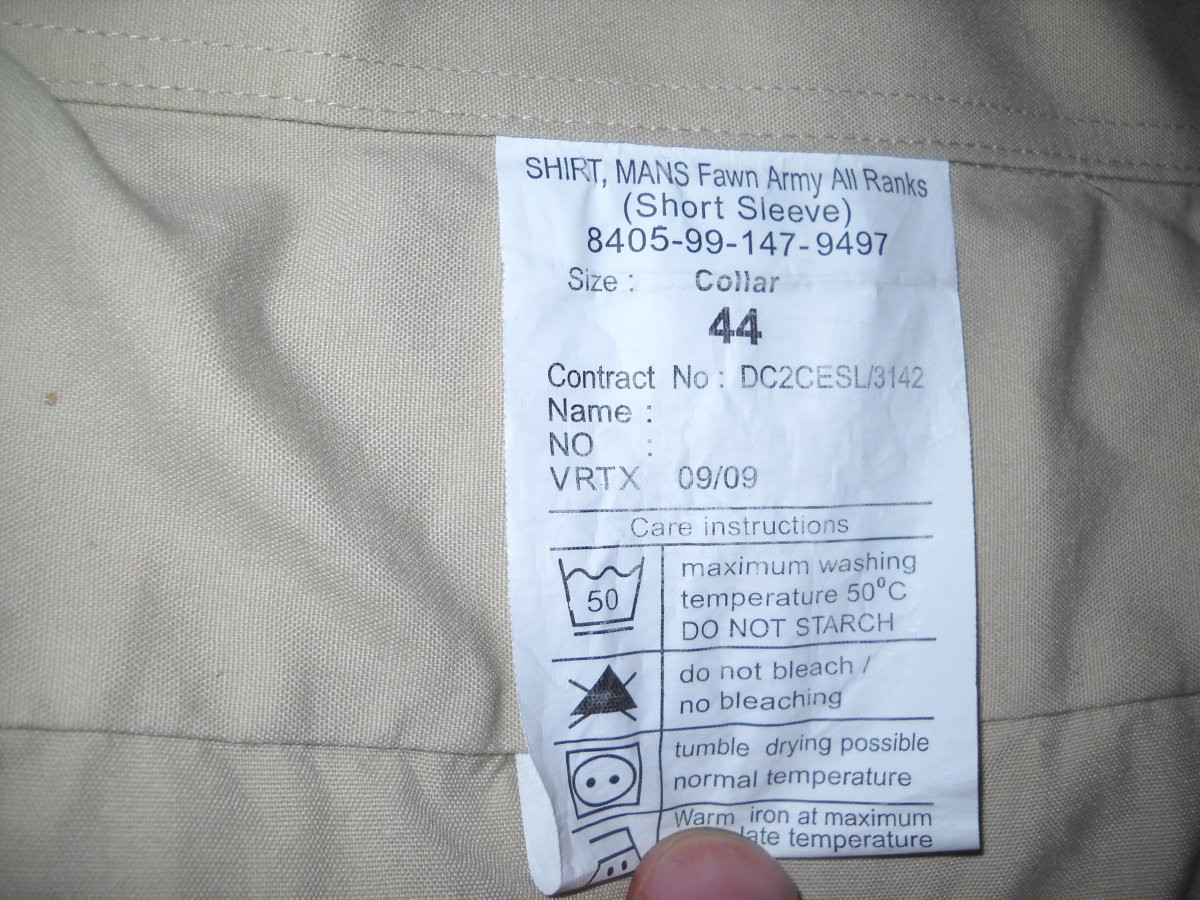 SHIRT, MANS Fawn Army All Ranks
(Short Sleeve)
8405-99-147-9497
Size : Collar
44
Contract No : DC2CESL/3142
Name :
NO :
VRTX 09/09
Care instructions
50
maximum washing
temperature 50°C
DO NOT STARCH
do not bleach /
no bleaching
tumble drying possible
normal temperature
Warm iron at maximum
temperature